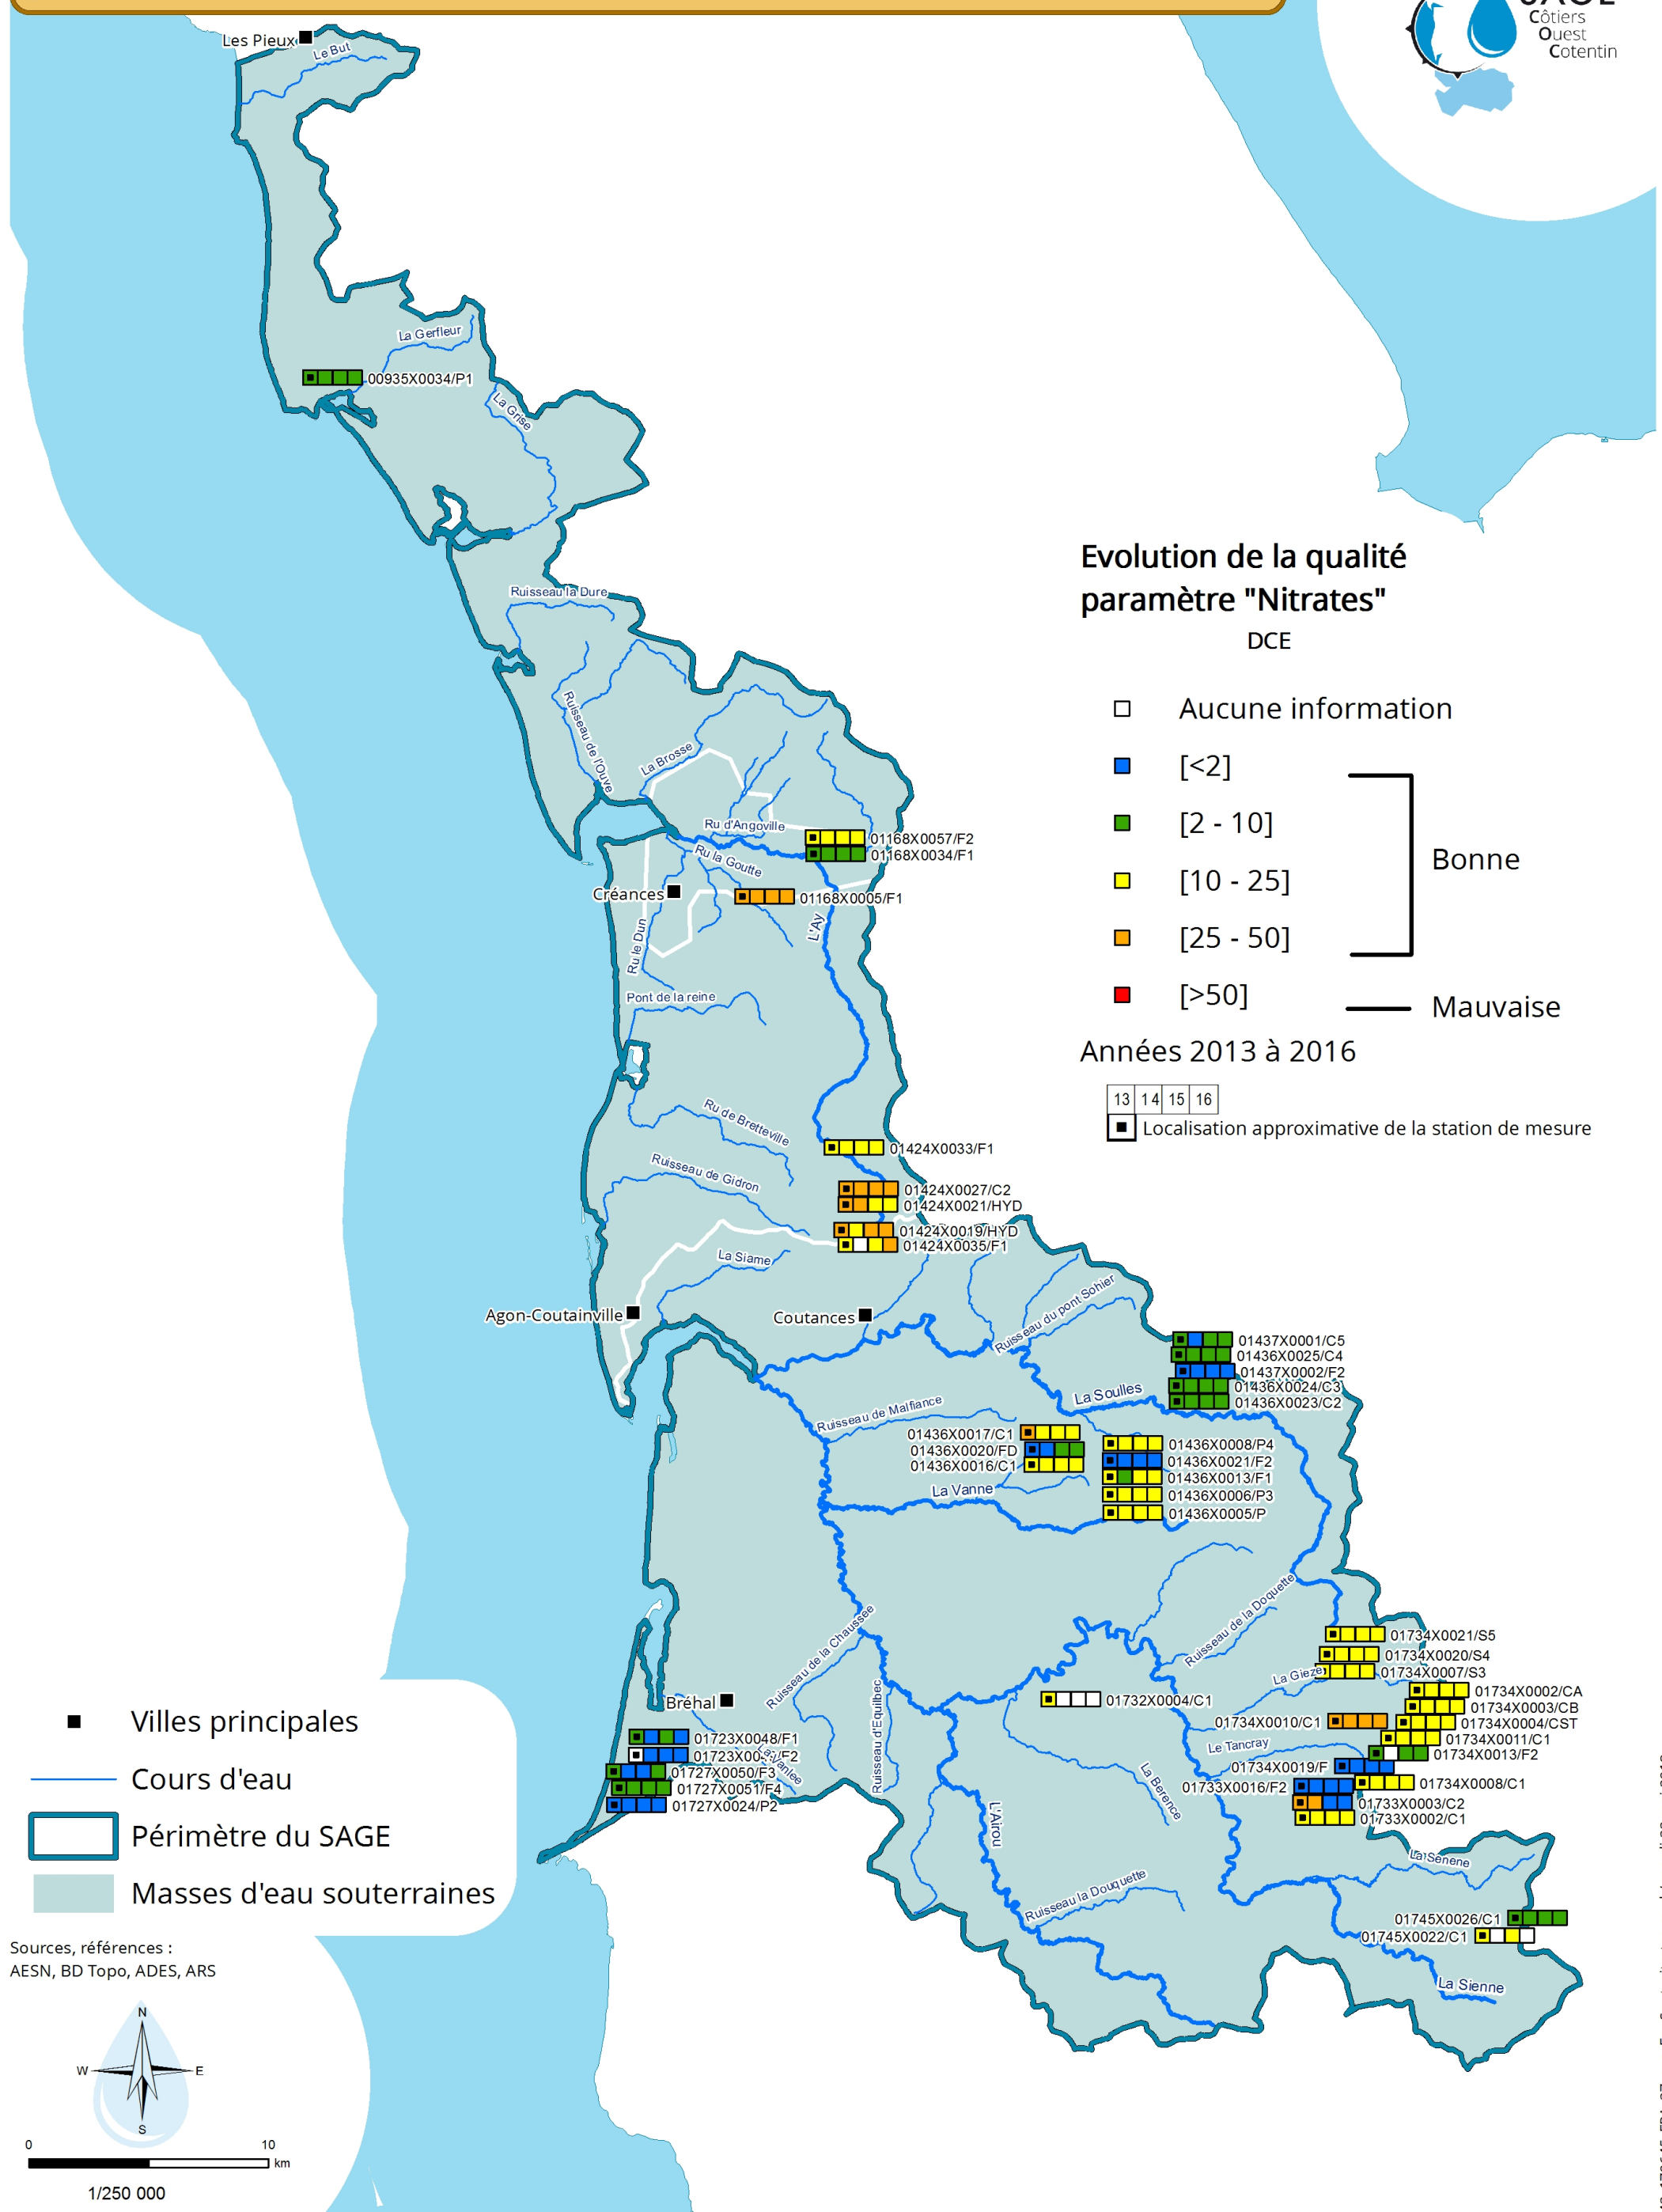 Côtiers
Ouest
Cotentin
Les Pieux
Le But
La Gerfleur
00935X0034/P1
La Grise
Evolution de la qualité
paramètre "Nitrates"
DCE
Aucune information
[<2]
[2 - 10]
[10 - 25]
[25 - 50]
[>50]
Bonne
Mauvaise
Années 2013 à 2016
13 14 15 16
Localisation approximative de la station de mesure
Ruisseau la Dure
Ruisseau de l'Ouve
La Brosse
Ru d'Angoville
01168X0057/F2
01168X0034/F1
Ru la Goutte
Créances
01168X0005/F1
L'Ay
Ru le Dun
Pont de la reine
Ru de Bretteville
01424X0033/F1
Ruisseau de Gidron
01424X0027/C2
01424X0021/HYD
01424X0019/HYD
01424X0035/F1
La Siame
Agon-Coutainville
Coutances
Ruisseau du pont Sohier
01437X0001/C5
01436X0025/C4
01437X0002/F2
01436X0024/C3
01436X0023/C2
La Soulles
Ruisseau de Malfiance
01436X0017/C1
01436X0020/FD
01436X0016/C1
01436X0008/P4
01436X0021/F2
01436X0013/F1
01436X0006/P3
01436X0005/P
La Vanne
Ruisseau de la Doquette
Ruisseau de la Chaussee
01734X0021/S5
01734X0020/S4
01734X0007/S3
La Gieze
01734X0002/CA
01734X0003/CB
01734X0004/CST
01734X0011/C1
01734X0013/F2
01734X0010/C1
Le Tancray
01734X0019/F
01734X0008/C1
01733X0016/F2
01733X0003/C2
01733X0002/C1
01732X0004/C1
Bréhal
Ruisseau d'Equilbec
01723X0048/F1
01727X0050/F3
01727X0051/F4
01727X0024/P2
La Berence
L'Airou
La Senene
Ruisseau la Douquette
01745X0026/C1
01745X0022/C1
La Sienne
Villes principales
Cours d'eau
Périmètre du SAGE
Masses d'eau souterraines
Sources, références :
AESN, BD Topo, ADES, ARS
N
W
E
S
0
10
km
1/250 000